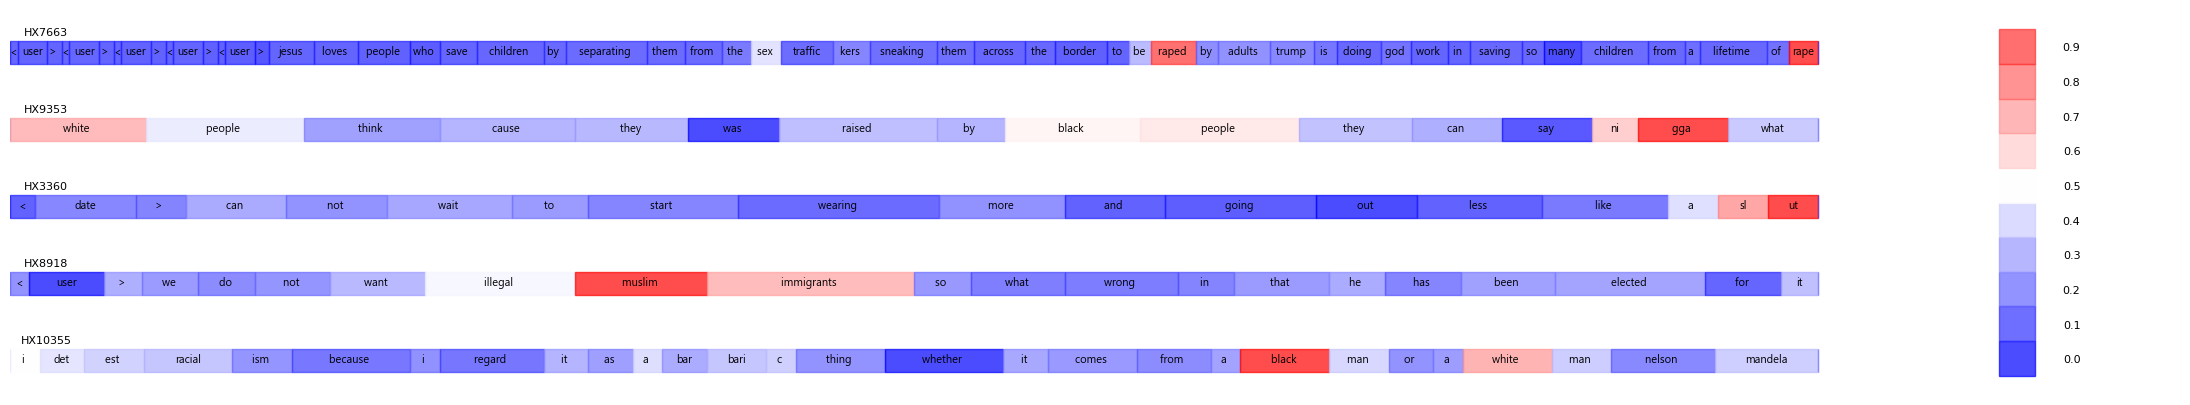 HX7663
< user > < user > < user > < user > < user > jesus loves people who save children by separating them from the sex traffic kers sneaking them across the border to be raped by adults trump is doing god work in saving so many children from a lifetime of rape
HX9353
white people think cause they was raised by black people they can say ni gga what
HX3360
< date > can not wait to start wearing more and going out less like a sl ut
HX8918
< user > we do not want illegal muslim immigrants so what wrong in that he has been elected for it
HX10355
i det est racial ism because i regard it as a bar bari c thing whether it comes from a black man or a white man nelson mandela
0.9
0.8
0.7
0.6
0.5
0.4
0.3
0.2
0.1
0.0